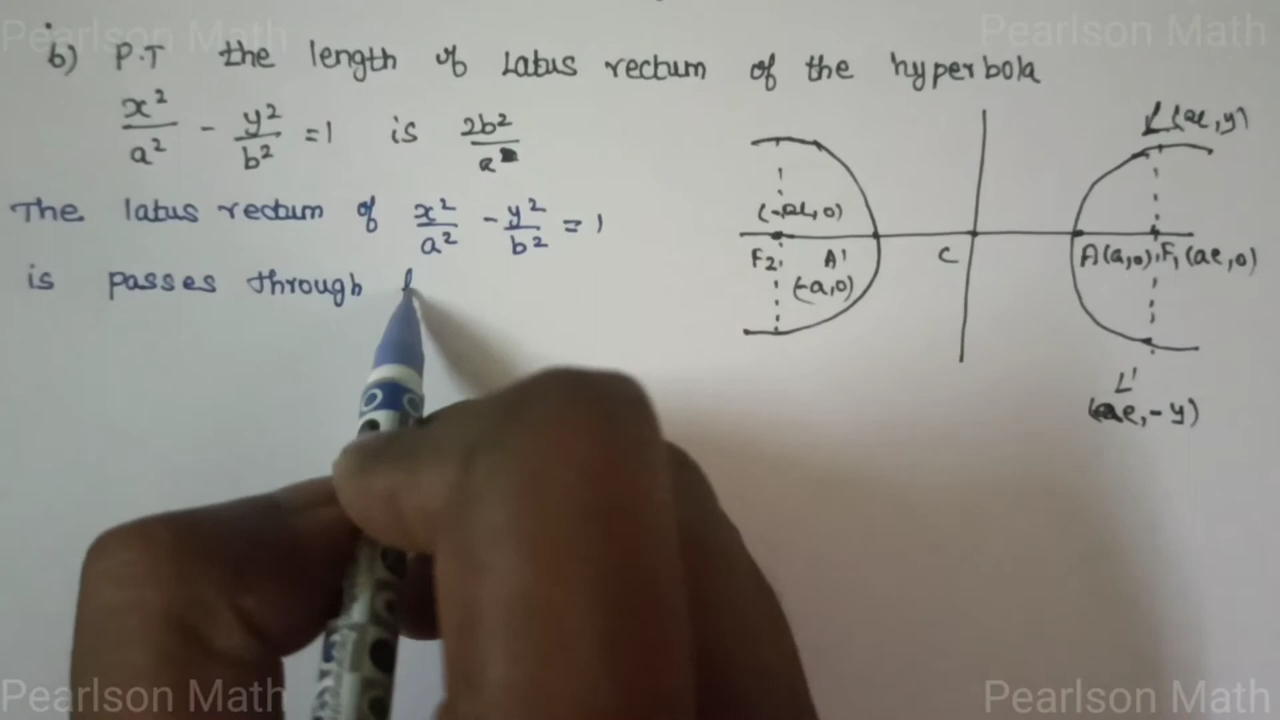 Pearlson Math
Pearlson Math
b) P.T the length of Latus rectum of the hyperbola
x²/a² - y²/b² = 1 is 2b²/a
The latus rectum of x²/a² - y²/b² = 1
is passes through
L(ae, y)
(-ae, 0)
F₂ A' C A(a,0) F₁(ae,0)
(-a,0)
L'
(ae, -y)
Pearlson Math
Pearlson Math